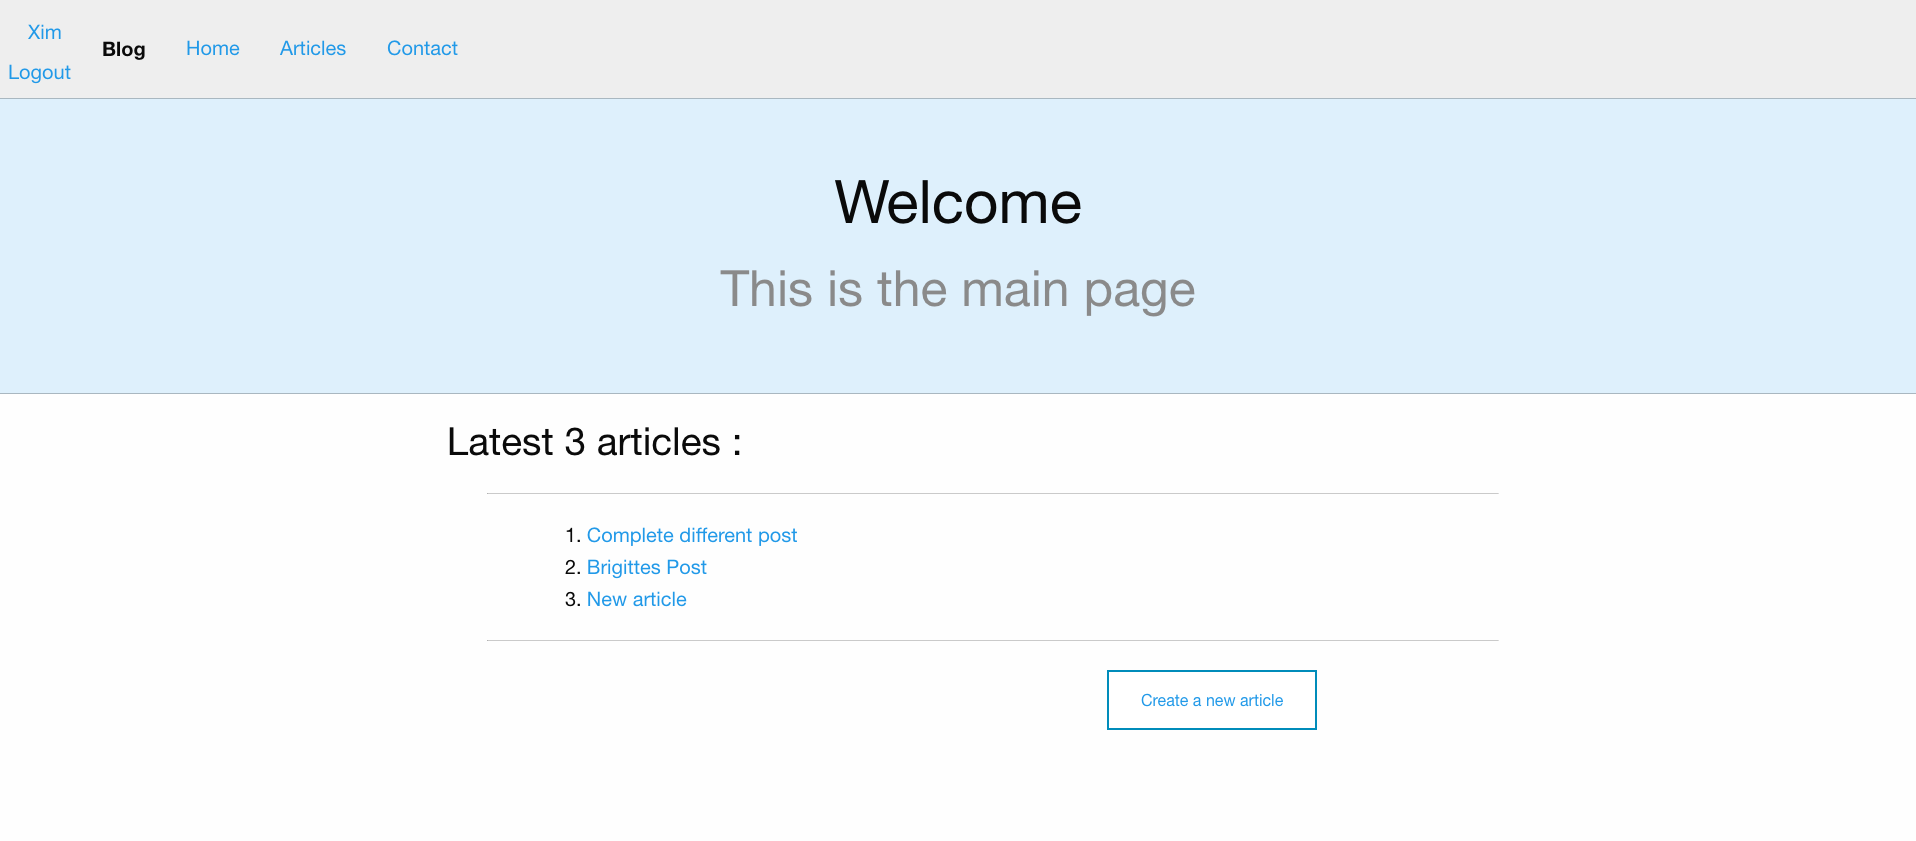 Xim
Logout
Blog Home Articles Contact
Welcome
This is the main page
Latest 3 articles :
1. Complete different post
2. Brigittes Post
3. New article
Create a new article